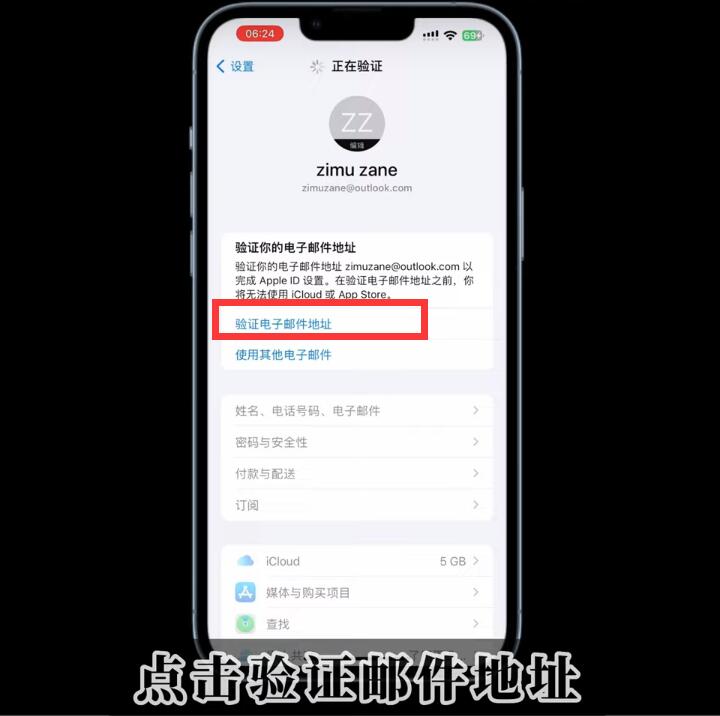 06:24
69
设置
正在验证
ZZ
编辑
zimu zane
zimuzane@outlook.com
验证你的电子邮件地址
验证你的电子邮件地址 zimuzane@outlook.com 以
完成 Apple ID 设置。在验证电子邮件地址之前，你
将无法使用 iCloud 或 App Store。
验证电子邮件地址
使用其他电子邮件
姓名、电话号码、电子邮件
密码与安全性
付款与配送
订阅
iCloud
5 GB
媒体与购买项目
查找
点击验证邮件地址